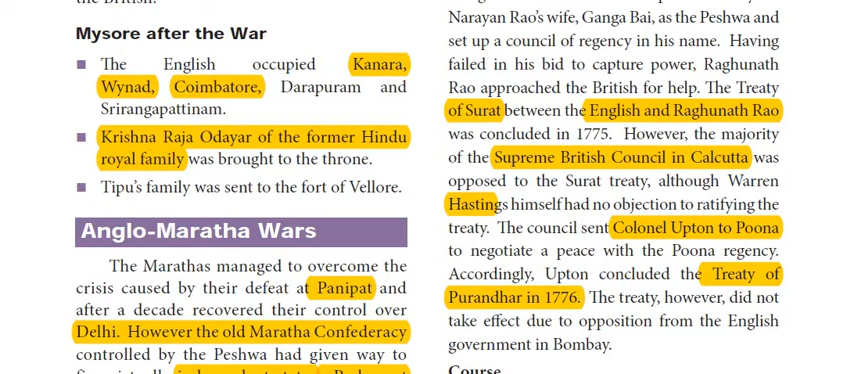 the British.
Mysore after the War
■ The English occupied Kanara,
Wynad, Coimbatore, Darapuram and
Srirangapattinam.
■ Krishna Raja Odayar of the former Hindu
royal family was brought to the throne.
■ Tipu's family was sent to the fort of Vellore.
Anglo-Maratha Wars
The Marathas managed to overcome the
crisis caused by their defeat at Panipat and
after a decade recovered their control over
Delhi. However the old Maratha Confederacy
controlled by the Peshwa had given way to
Narayan Rao's wife, Ganga Bai, as the Peshwa and
set up a council of regency in his name. Having
failed in his bid to capture power, Raghunath
Rao approached the British for help. The Treaty
of Surat between the English and Raghunath Rao
was concluded in 1775. However, the majority
of the Supreme British Council in Calcutta was
opposed to the Surat treaty, although Warren
Hastings himself had no objection to ratifying the
treaty. The council sent Colonel Upton to Poona
to negotiate a peace with the Poona regency.
Accordingly, Upton concluded the Treaty of
Purandhar in 1776. The treaty, however, did not
take effect due to opposition from the English
government in Bombay.
Course